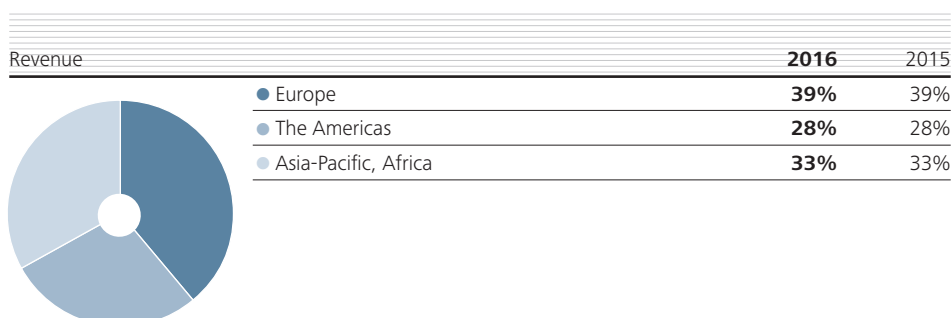 Revenue 2016 2015
Europe 39% 39%
The Americas 28% 28%
Asia-Pacific, Africa 33% 33%